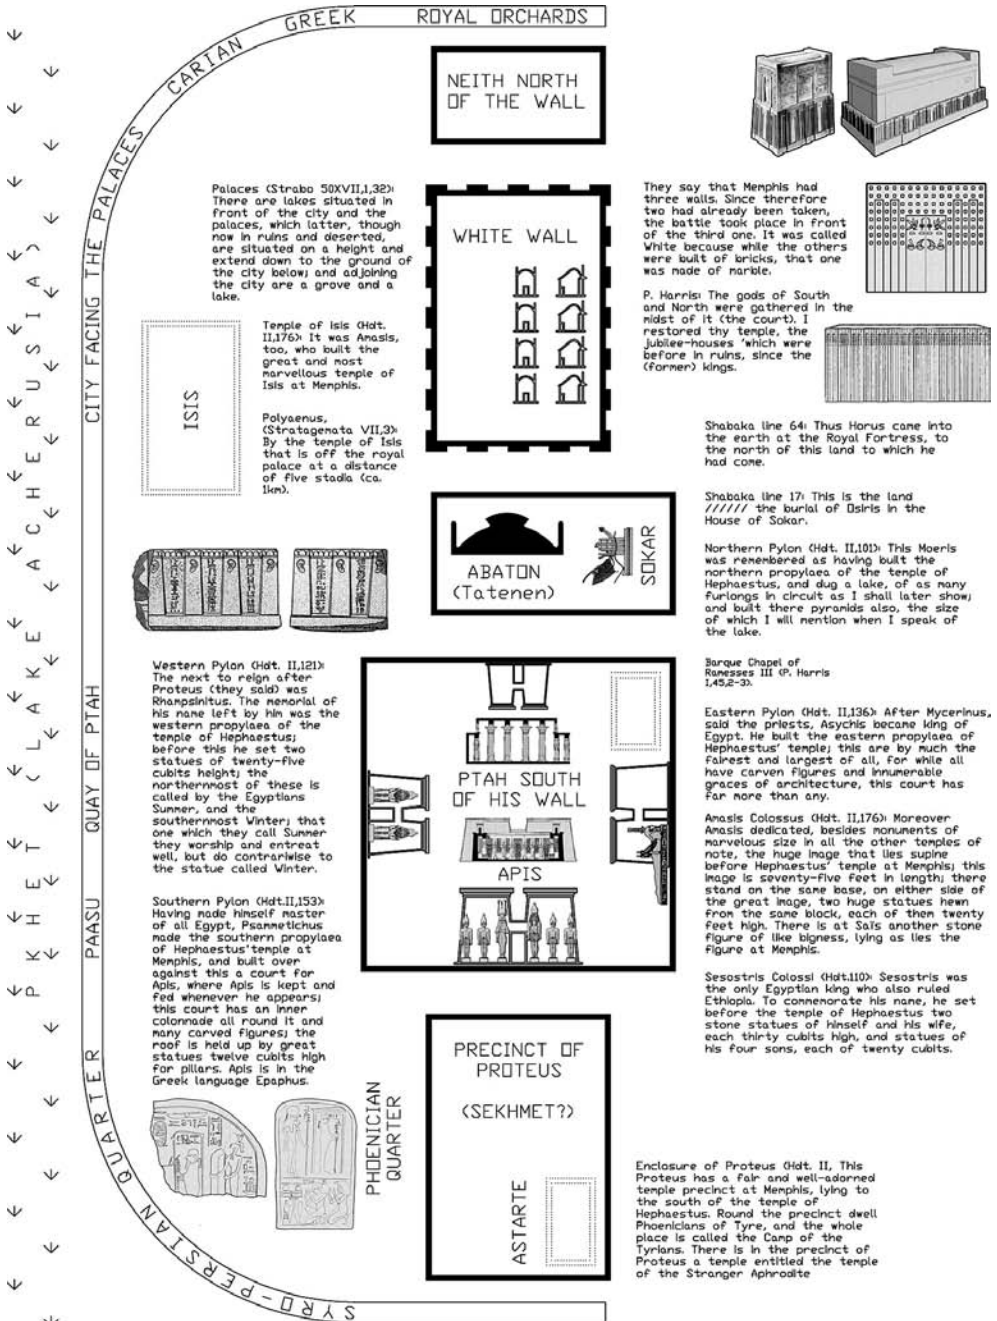 GREEK ROYAL ORCHARDS
CARIAN
CITY FACING THE PALACES
PAASU QUAY OF PTAH
SYRO-PERSIAN QUARTER
PKHET (LAKE ACHERUSIA)
NEITH NORTH
OF THE WALL
Palaces (Strabo 50XVII,1,32):
There are lakes situated in
front of the city and the
palaces, which latter, though
now in ruins and deserted,
are situated on a height and
extend down to the ground of
the city below; and adjoining
the city are a grove and a
lake.
WHITE WALL
They say that Memphis had
three walls. Since therefore
two had already been taken,
the battle took place in front
of the third one. It was called
White because while the others
were built of bricks, that one
was made of marble.
P. Harris: The gods of South
and North were gathered in the
midst of it (the court). I
restored thy temple, the
jubilee-houses 'which were
before in ruins, since the
(former) kings.
ISIS
Temple of Isis (Hdt.
II,176): It was Amasis,
too, who built the
great and most
marvellous temple of
Isis at Memphis.
Polyaenus,
(Stratagemata VII,3):
By the temple of Isis
that is off the royal
palace at a distance
of five stadia (ca.
1km).
Shabaka line 64: Thus Horus came into
the earth at the Royal Fortress, to
the north of this land to which he
had come.
Shabaka line 17: This is the land
////// the burial of Osiris in the
House of Sokar.
ABATON
(Tatenen)
SOKAR
Northern Pylon (Hdt. II,101): This Moeris
was remembered as having built the
northern propylaea of the temple of
Hephaestus, and dug a lake, of as many
furlongs in circuit as I shall later show;
and built there pyramids also, the size
of which I will mention when I speak of
the lake.
Western Pylon (Hdt. II,121):
The next to reign after
Proteus (they said) was
Rhampsinitus. The memorial of
his name left by him was the
western propylaea of the
temple of Hephaestus;
before this he set two
statues of twenty-five
cubits height; the
northernmost of these is
called by the Egyptians
Summer, and the
southernmost Winter; that
one which they call Summer
they worship and entreat
well, but do contrariwise to
the statue called Winter.
PTAH SOUTH
OF HIS WALL
APIS
Barque Chapel of
Ramesses III (P. Harris
I,45,2-3).
Eastern Pylon (Hdt. II,136): After Mycerinus,
said the priests, Asychis became king of
Egypt. He built the eastern propylaea of
Hephaestus' temple; this are by much the
fairest and largest of all, for while all
have carven figures and innumerable
graces of architecture, this court has
far more than any.
Amasis Colossus (Hdt. II,176): Moreover
Amasis dedicated, besides monuments of
marvelous size in all the other temples of
note, the huge image that lies supine
before Hephaestus' temple at Memphis; this
image is seventy-five feet in length; there
stand on the same base, on either side of
the great image, two huge statues hewn
from the same block, each of them twenty
feet high. There is at Saïs another stone
figure of like bigness, lying as lies the
figure at Memphis.
Southern Pylon (Hdt.II,153):
Having made himself master
of all Egypt, Psammetichus
made the southern propylaea
of Hephaestus'temple at
Memphis, and built over
against this a court for
Apis, where Apis is kept and
fed whenever he appears;
this court has an inner
colonnade all round it and
many carved figures; the
roof is held up by great
statues twelve cubits high
for pillars. Apis is in the
Greek language Epaphus.
Sesostris Colossi (Hdt.110): Sesostris was
the only Egyptian king who also ruled
Ethiopia. To commemorate his name, he set
before the temple of Hephaestus two
stone statues of himself and his wife,
each thirty cubits high, and statues of
his four sons, each of twenty cubits.
PHOENICIAN
QUARTER
PRECINCT OF
PROTEUS
(SEKHMET?)
ASTARTE
Enclosure of Proteus (Hdt. II, This
Proteus has a fair and well-adorned
temple precinct at Memphis, lying to
the south of the temple of
Hephaestus. Round the precinct dwell
Phoenicians of Tyre, and the whole
place is called the Camp of the
Tyrians. There is in the precinct of
Proteus a temple entitled the temple
of the Stranger Aphrodite